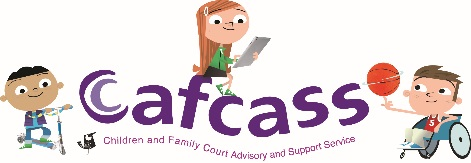 Cafcass
Children and Family Court Advisory and Support Service